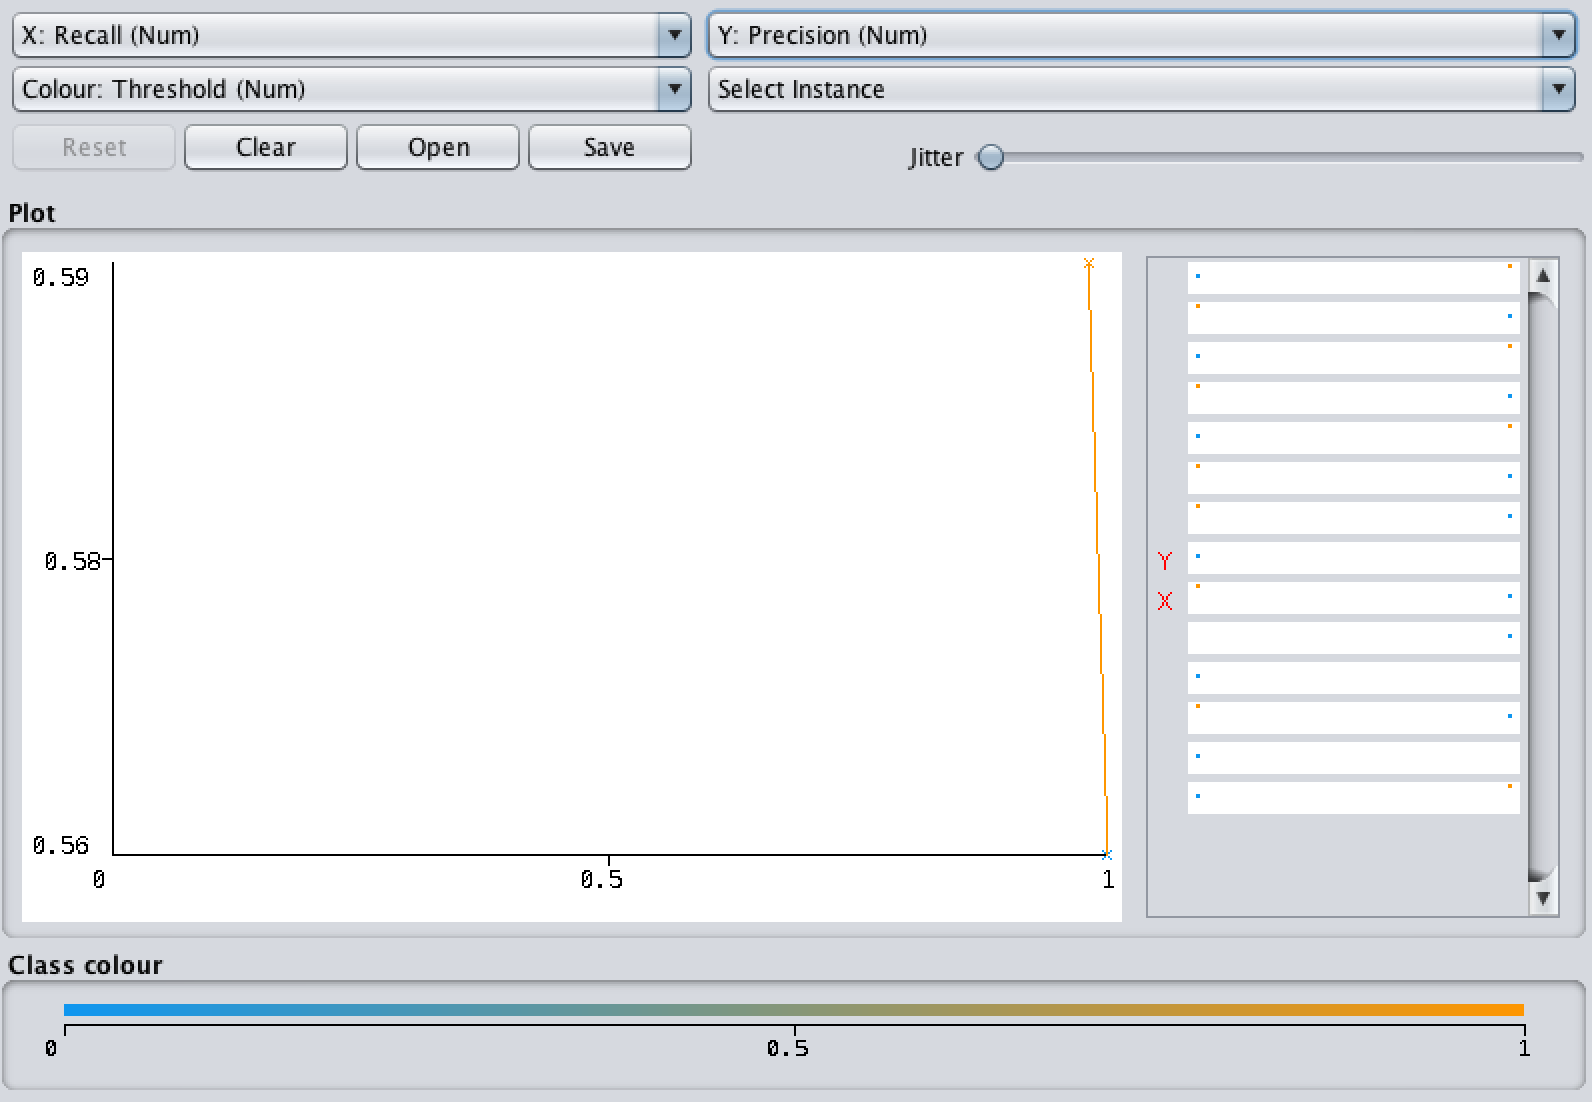 X: Recall (Num)
Y: Precision (Num)
Colour: Threshold (Num)
Select Instance
Reset
Clear
Open
Save
Jitter
Plot
0.59
0.58
0.56
0
0.5
1
Y
X
Class colour
0
0.5
1